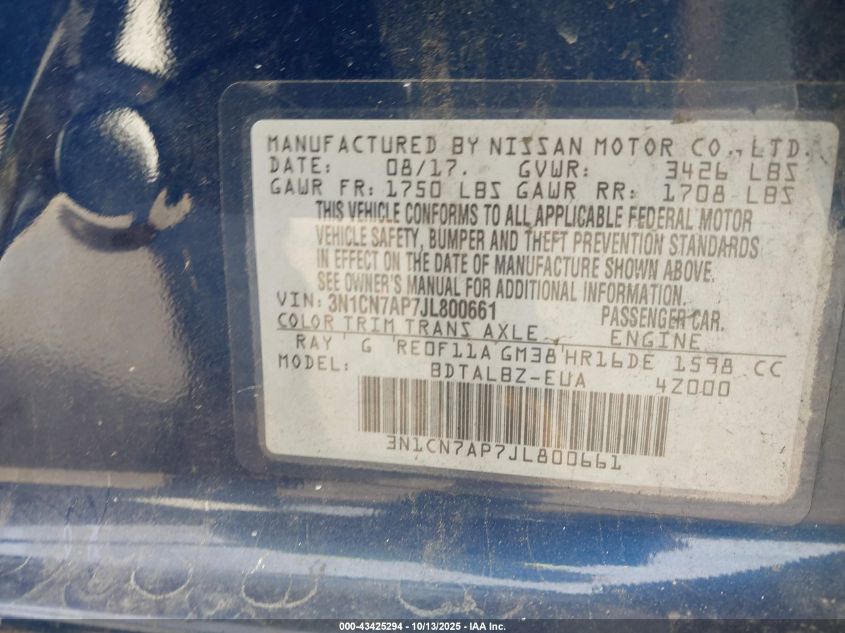 MANUFACTURED BY NISSAN MOTOR CO., LTD.
DATE: 08/17. GVWR: 3426 LBS
GAWR FR: 1750 LBS GAWR RR: 1708 LBS
THIS VEHICLE CONFORMS TO ALL APPLICABLE FEDERAL MOTOR
VEHICLE SAFETY, BUMPER AND THEFT PREVENTION STANDARDS
IN EFFECT ON THE DATE OF MANUFACTURE SHOWN ABOVE.
SEE OWNER'S MANUAL FOR ADDITIONAL INFORMATION.
VIN: 3N1CN7AP7JL800661 PASSENGER CAR.
COLOR TRIM TRANS AXLE ENGINE
RAY G RE0F11A GM38 HR16DE 1598 CC
MODEL: BDTALBZ-EUA 4Z000
3N1CN7AP7JL800661
000-43425294 - 10/13/2025 - IAA Inc.